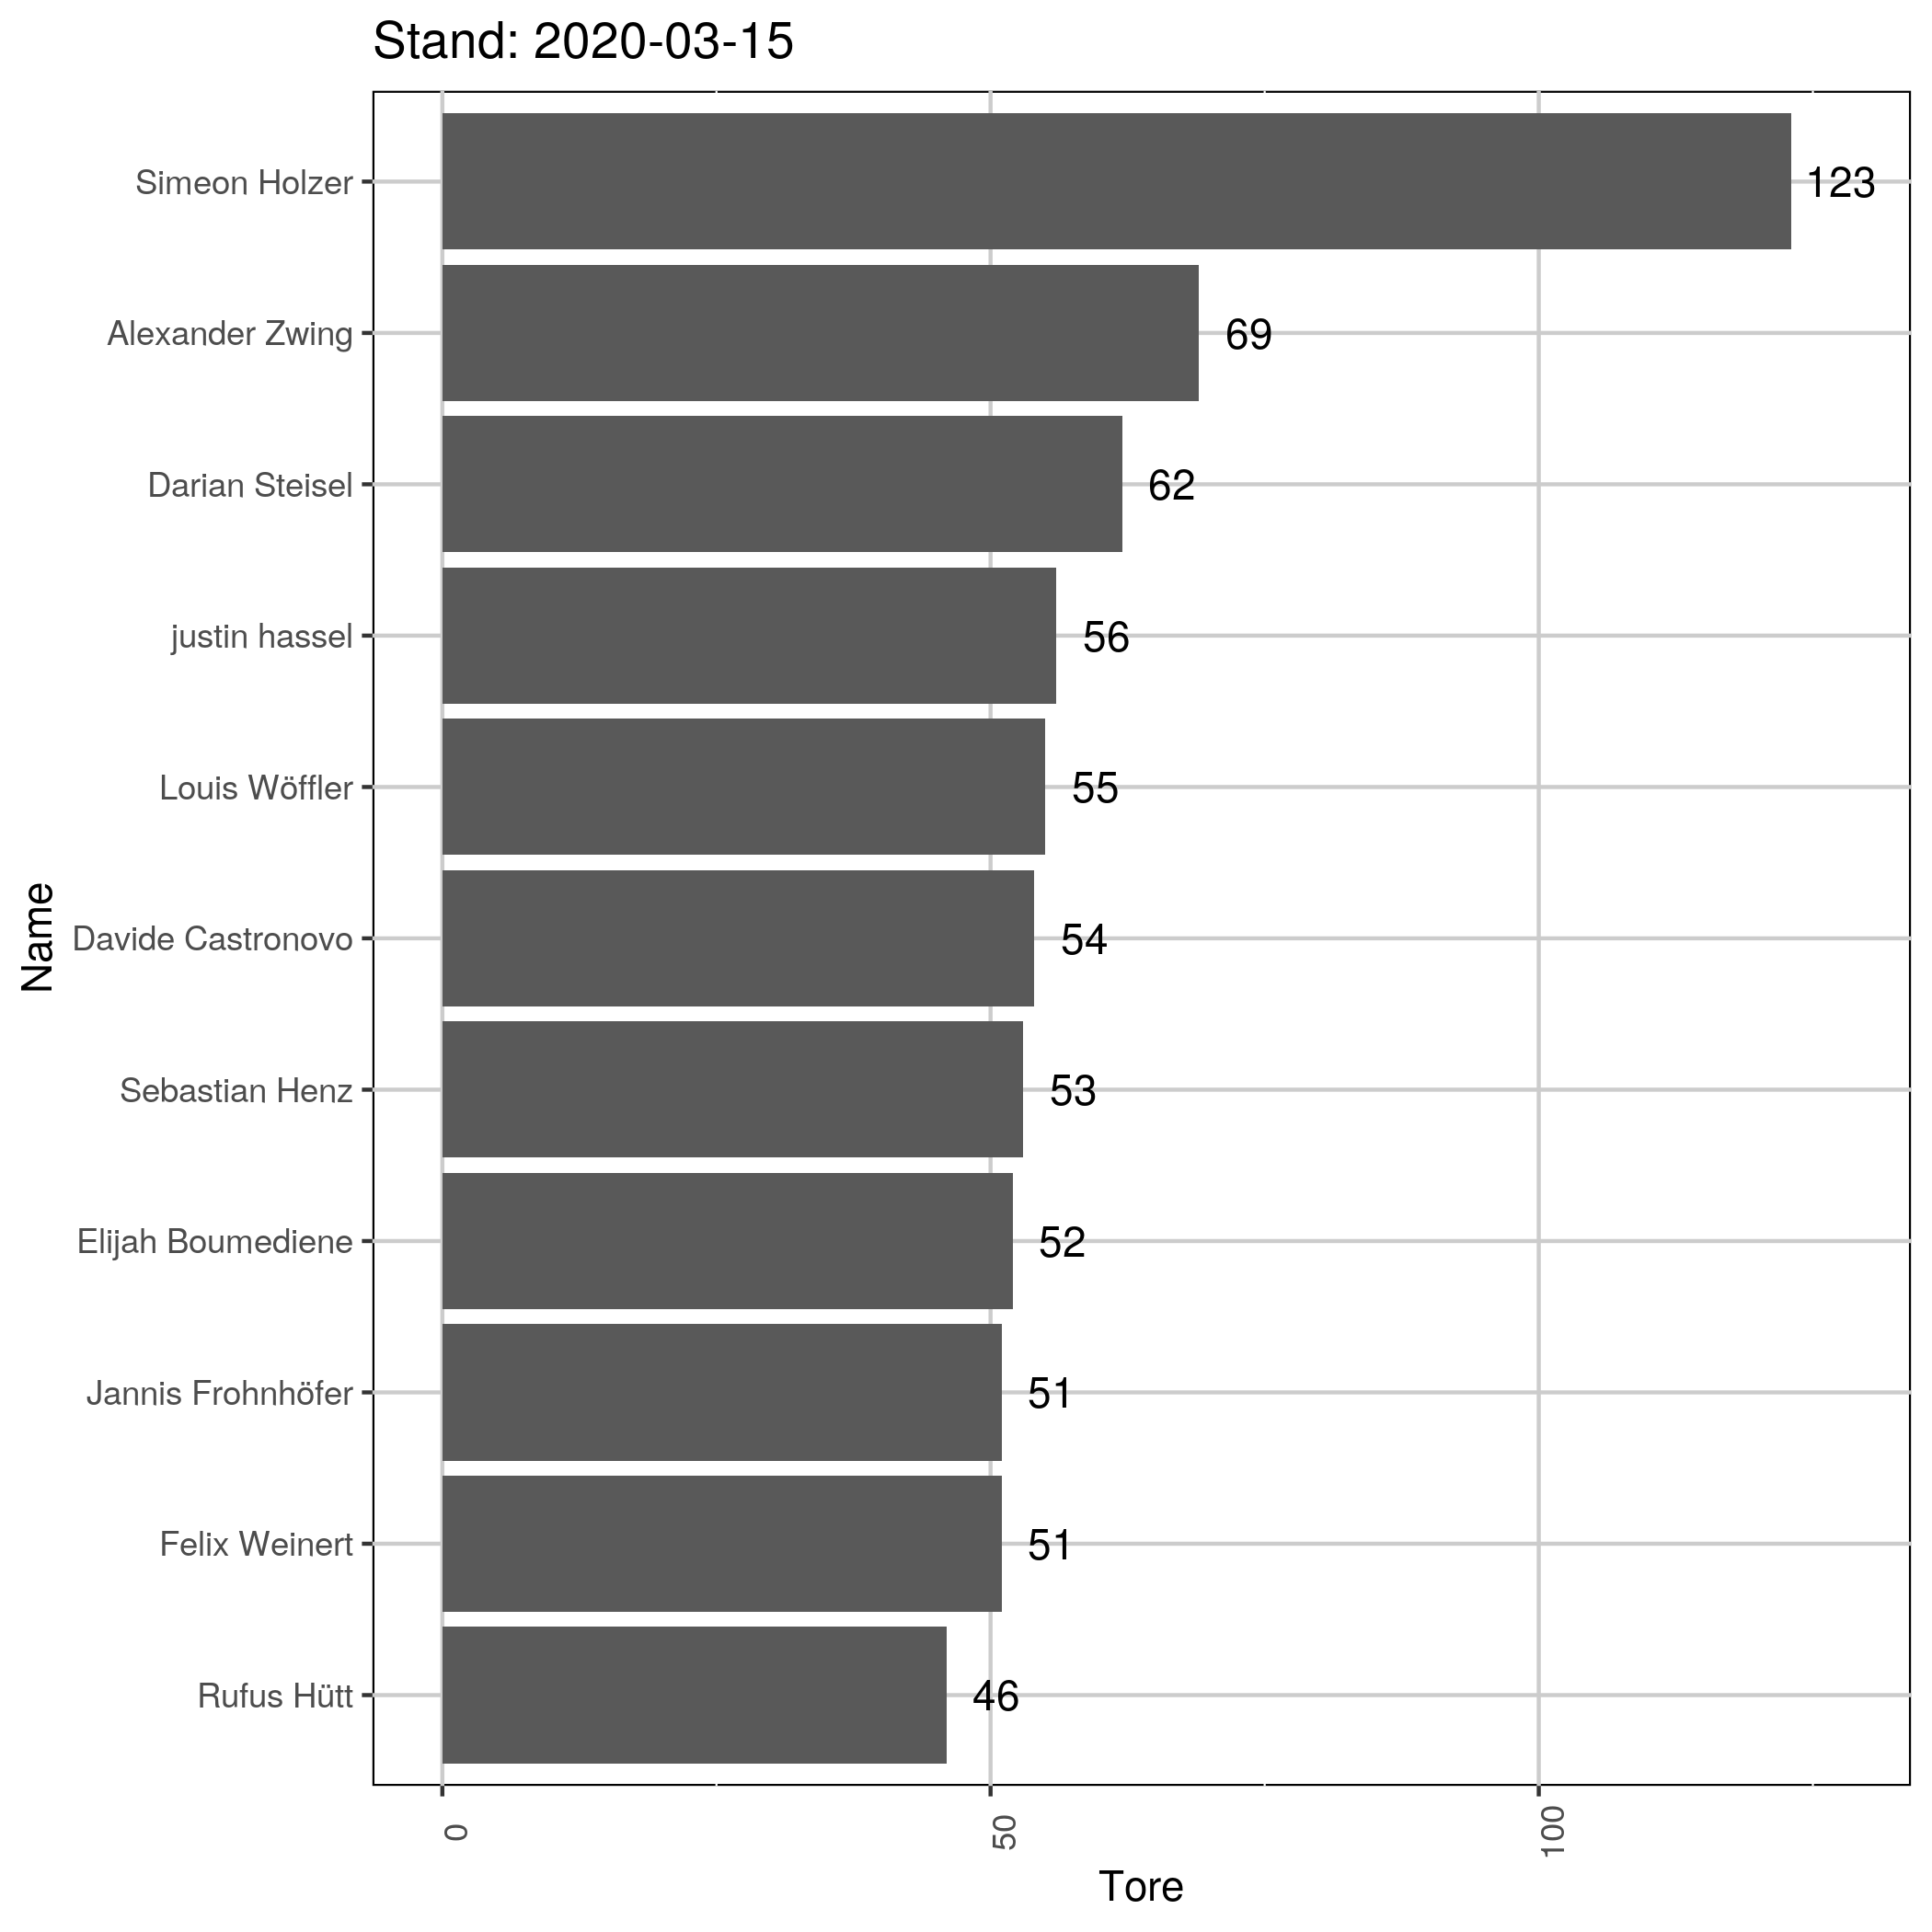 Stand: 2020-03-15
Simeon Holzer 123
Alexander Zwing 69
Darian Steisel 62
justin hassel 56
Louis Wöffler 55
Davide Castronovo 54
Sebastian Henz 53
Elijah Boumediene 52
Jannis Frohnhöfer 51
Felix Weinert 51
Rufus Hütt 46
Name
0 50 100
Tore